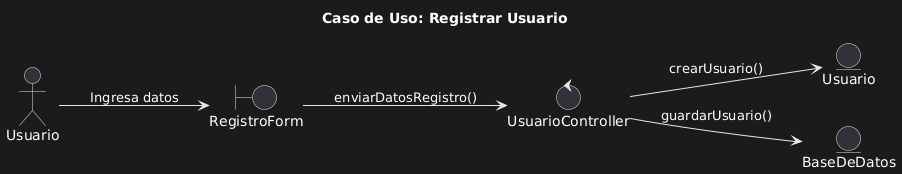 Caso de Uso: Registrar Usuario
Usuario
Ingresa datos
RegistroForm
enviarDatosRegistro()
UsuarioController
crearUsuario()
Usuario
guardarUsuario()
BaseDeDatos